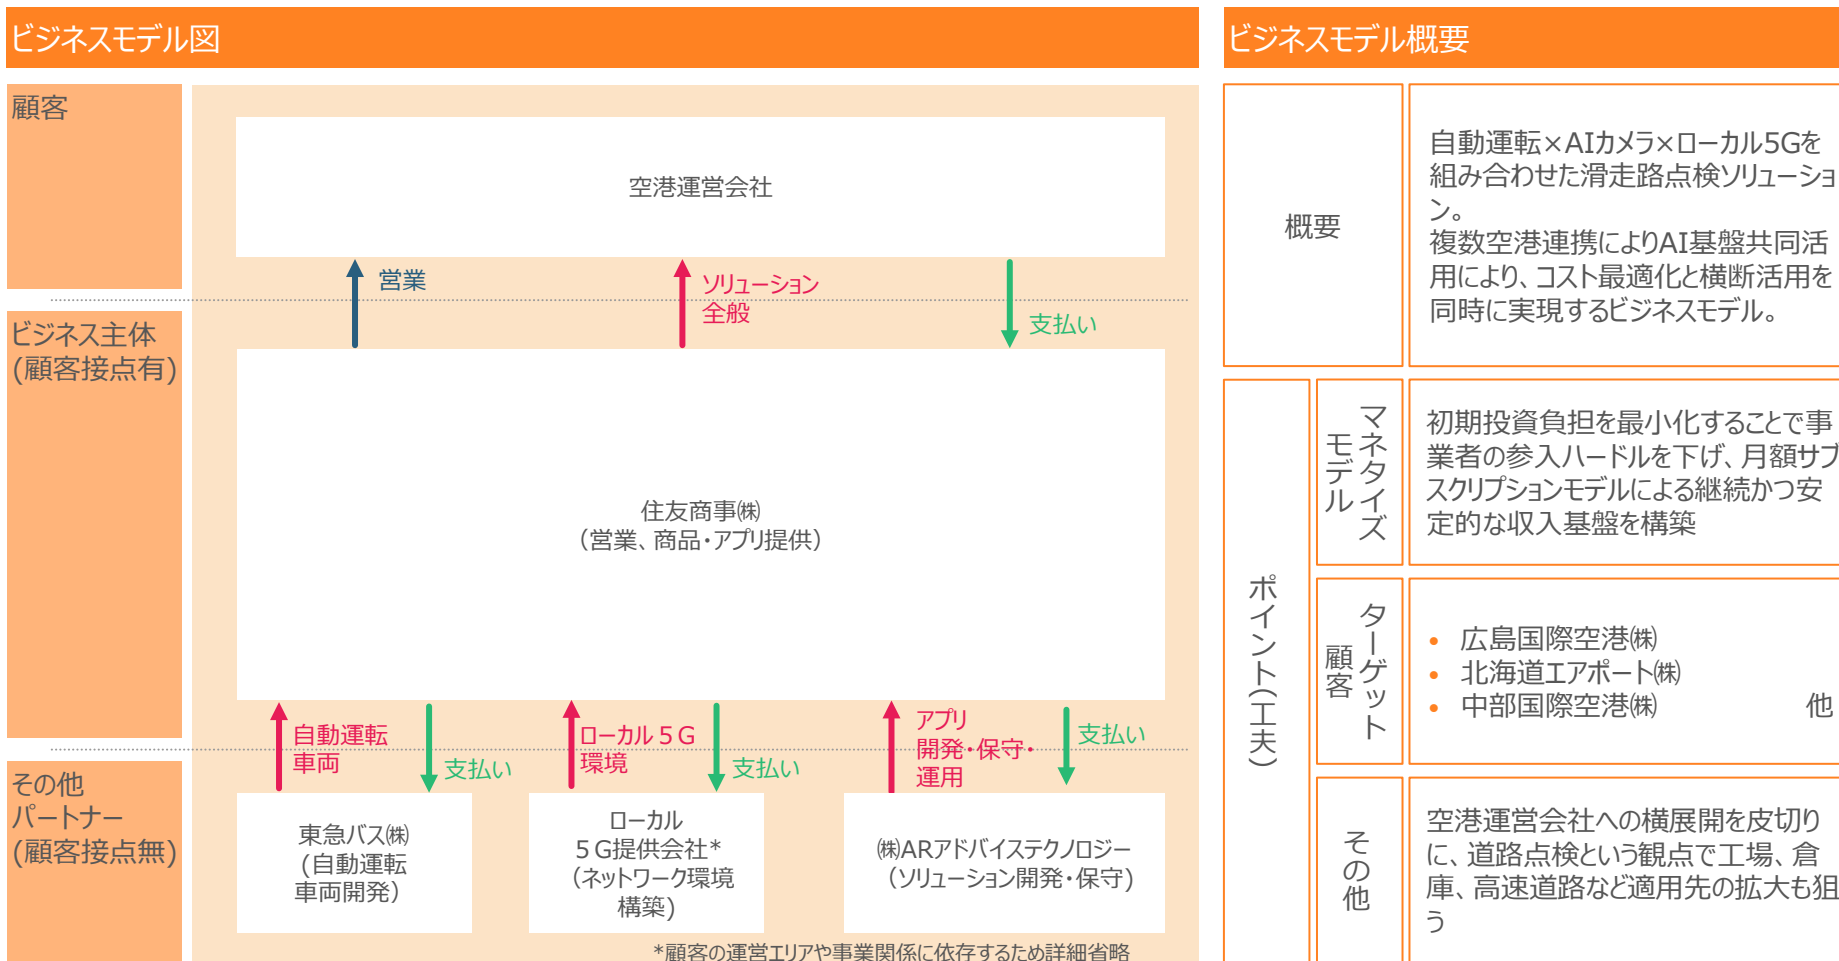 ビジネスモデル図
顧客
空港運営会社
営業
ソリューション
全般
支払い
ビジネス主体
(顧客接点有)
住友商事㈱
（営業、商品・アプリ提供）
自動運転
車両
支払い
ローカル５G
環境
支払い
アプリ
開発・保守・
運用
支払い
その他
パートナー
(顧客接点無)
東急バス㈱
(自動運転
車両開発）
ローカル
５G提供会社*
（ネットワーク環境
構築)
㈱ARアドバイステクノロジー
（ソリューション開発・保守)
*顧客の運営エリアや事業関係に依存するため詳細省略
ビジネスモデル概要
概要
自動運転×AIカメラ×ローカル5Gを
組み合わせた滑走路点検ソリューショ
ン。
複数空港連携によりAI基盤共同活
用により、コスト最適化と横断活用を
同時に実現するビジネスモデル。
ポイント(工夫)
マネタイズ
モデル
初期投資負担を最小化することで事
業者の参入ハードルを下げ、月額サブ
スクリプションモデルによる継続かつ安
定的な収入基盤を構築
ターゲット
顧客
• 広島国際空港㈱
• 北海道エアポート㈱
• 中部国際空港㈱ 他
その他
空港運営会社への横展開を皮切り
に、道路点検という観点で工場、倉
庫、高速道路など適用先の拡大も狙
う